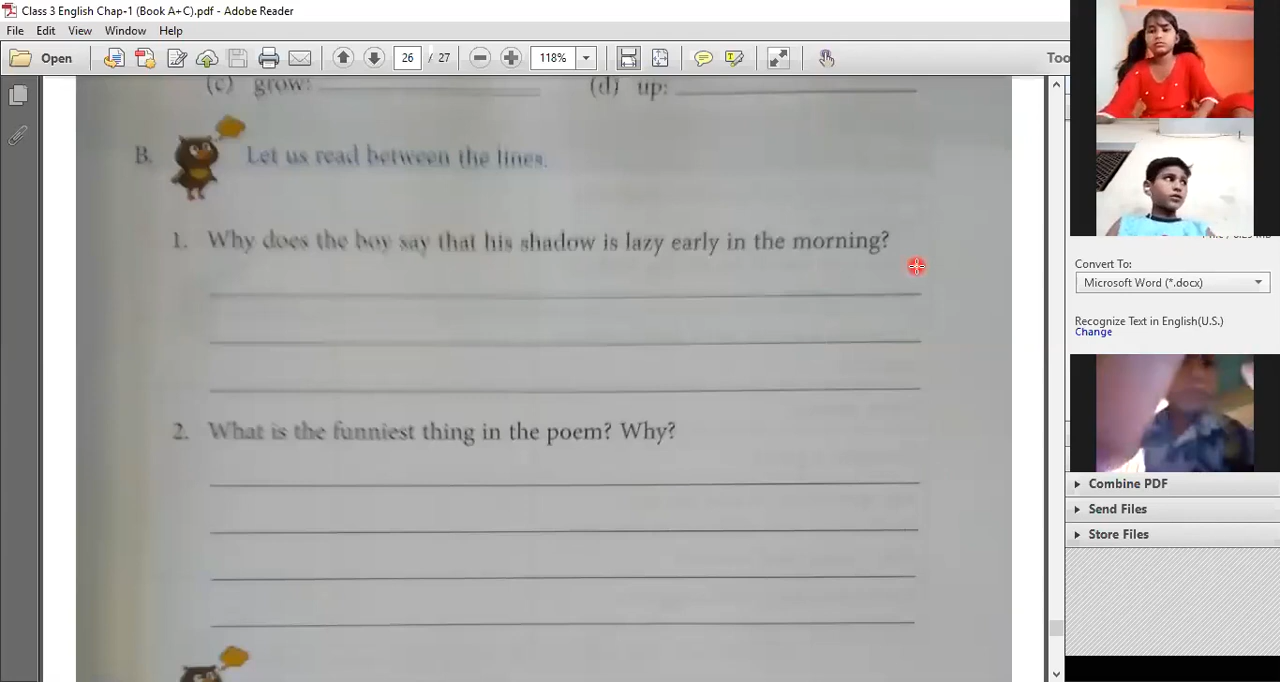 Class 3 English Chap-1 (Book A+C).pdf - Adobe Reader
File Edit View Window Help
Open 26 / 27 118% Too
(c) grow: (d) up:
B. Let us read between the lines.
1. Why does the boy say that his shadow is lazy early in the morning?
2. What is the funniest thing in the poem? Why?
Convert To:
Microsoft Word (*.docx)
Recognize Text in English(U.S.)
Change
Combine PDF
Send Files
Store Files